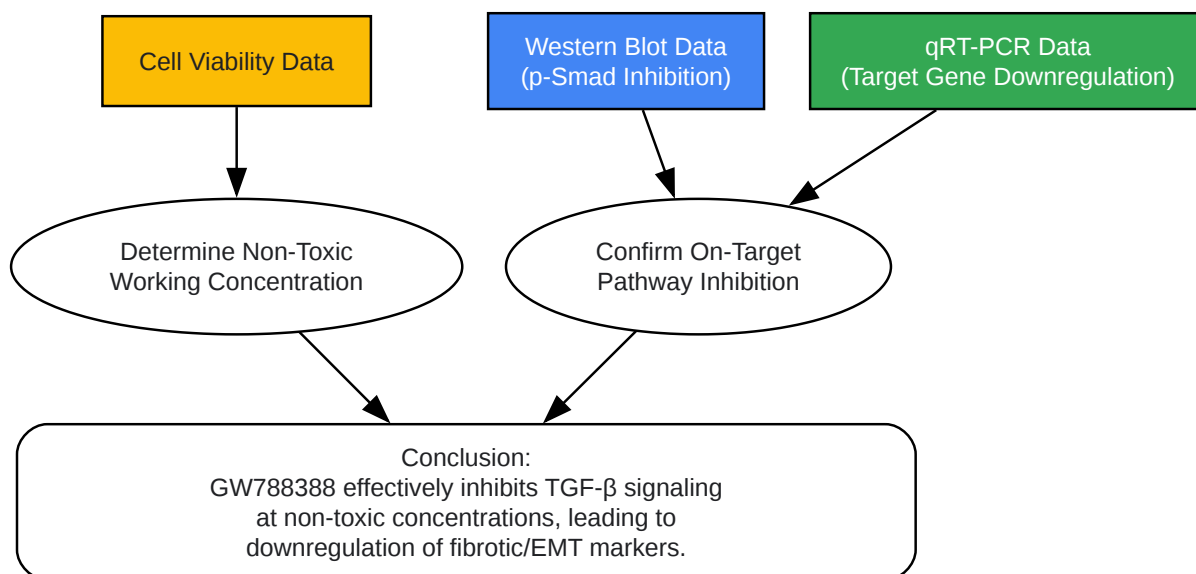 Cell Viability Data
Western Blot Data
(p-Smad Inhibition)
qRT-PCR Data
(Target Gene Downregulation)
Determine Non-Toxic
Working Concentration
Confirm On-Target
Pathway Inhibition
Conclusion:
GW788388 effectively inhibits TGF-β signaling
at non-toxic concentrations, leading to
downregulation of fibrotic/EMT markers.